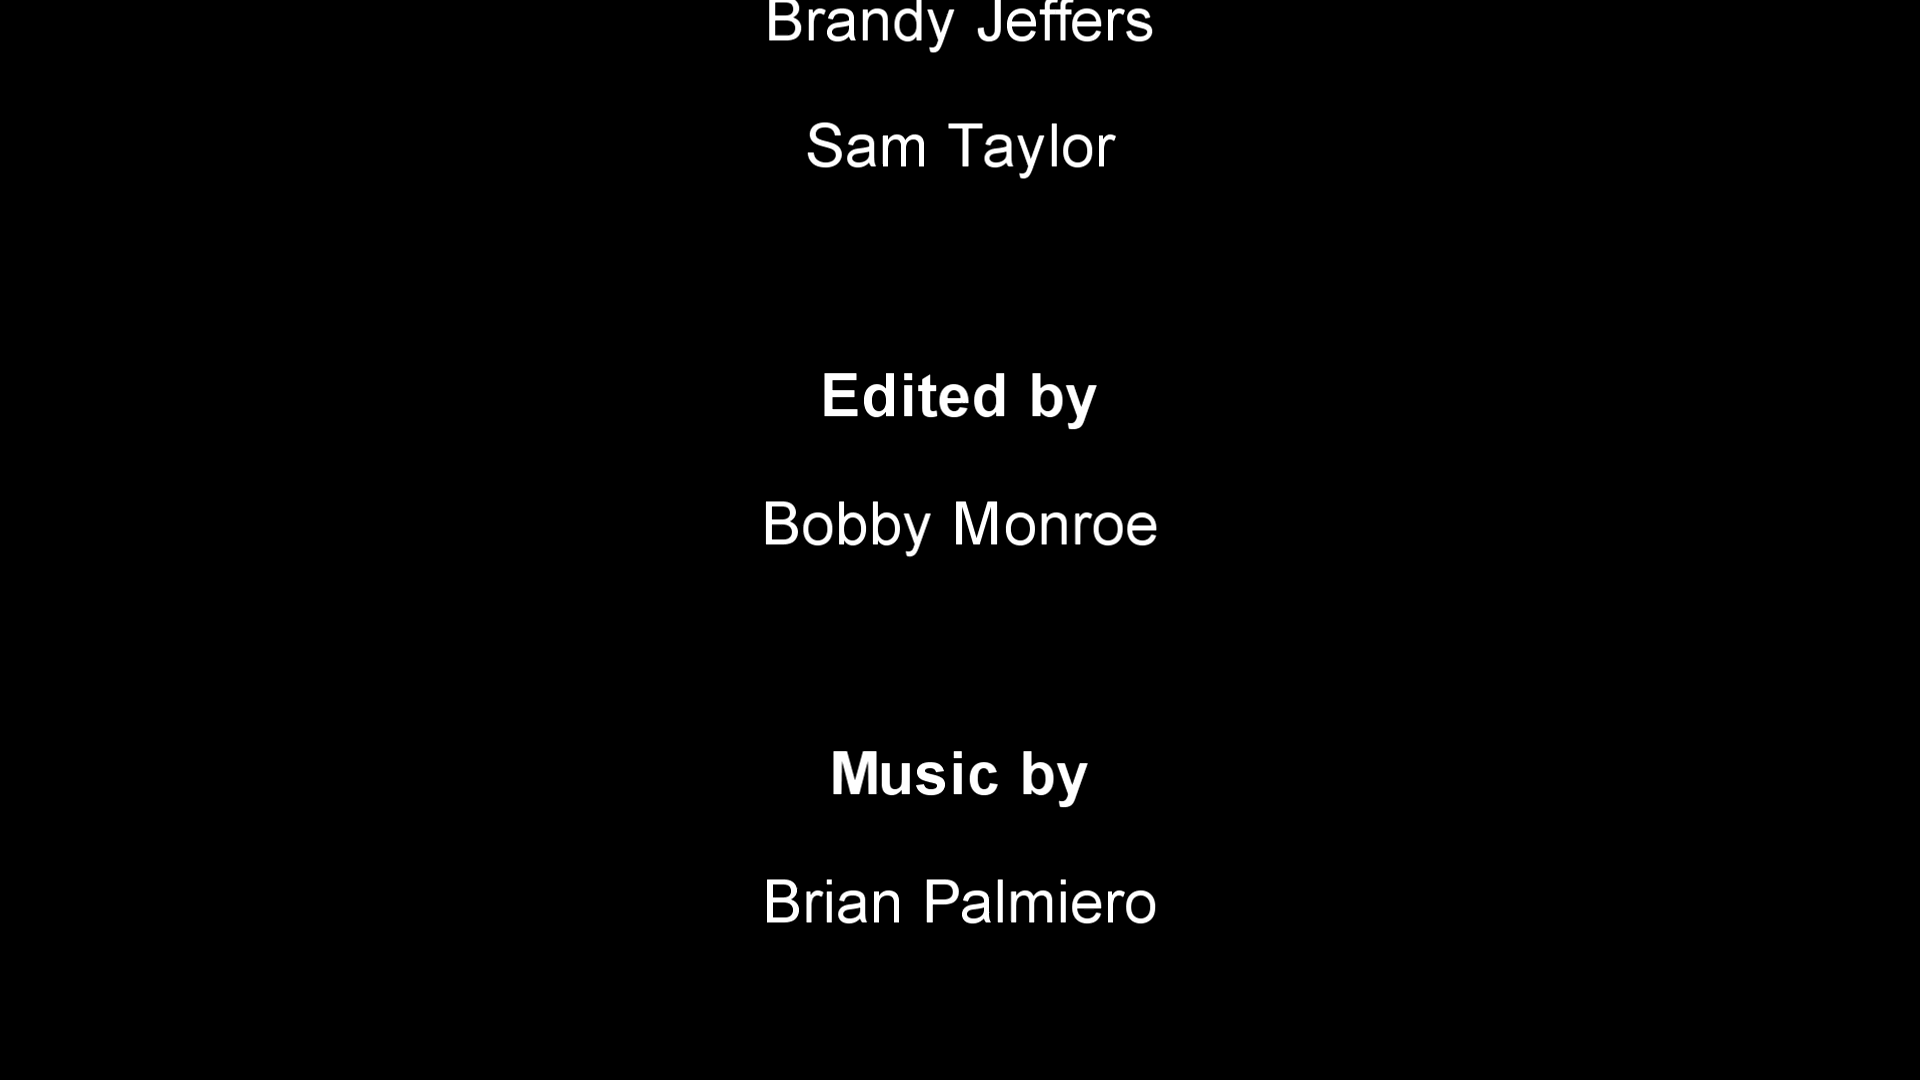 Brandy Jeffers
Sam Taylor
Edited by
Bobby Monroe
Music by
Brian Palmiero